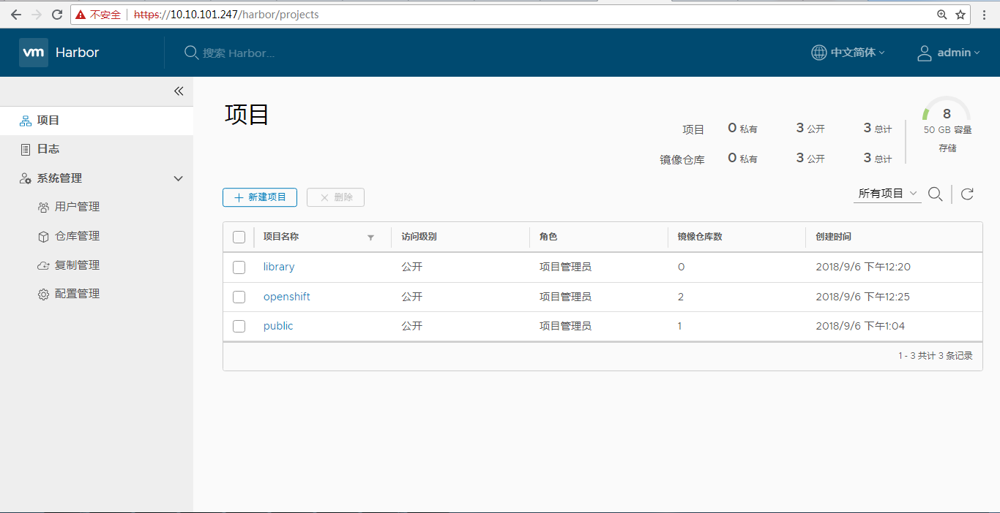 不安全 https://10.10.101.247/harbor/projects
vm Harbor 搜索 Harbor... 中文简体 admin
项目
日志
系统管理
用户管理
仓库管理
复制管理
配置管理
项目
项目 0 私有 3 公开 3 总计
镜像仓库 0 私有 3 公开 3 总计
8
50 GB 容量
存储
新建项目 删除 所有项目
项目名称 访问级别 角色 镜像仓库数 创建时间
library 公开 项目管理员 0 2018/9/6 下午12:20
openshift 公开 项目管理员 2 2018/9/6 下午12:25
public 公开 项目管理员 1 2018/9/6 下午1:04
1 - 3 共计 3 条记录